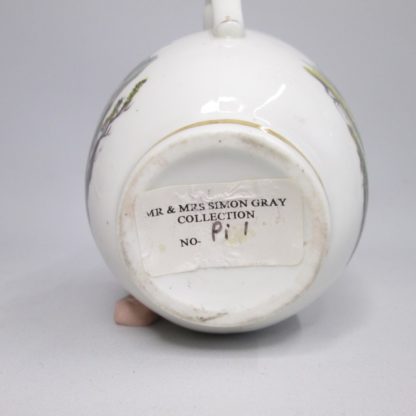 MR & MRS SIMON GRAY
COLLECTION
NO- Pi 1